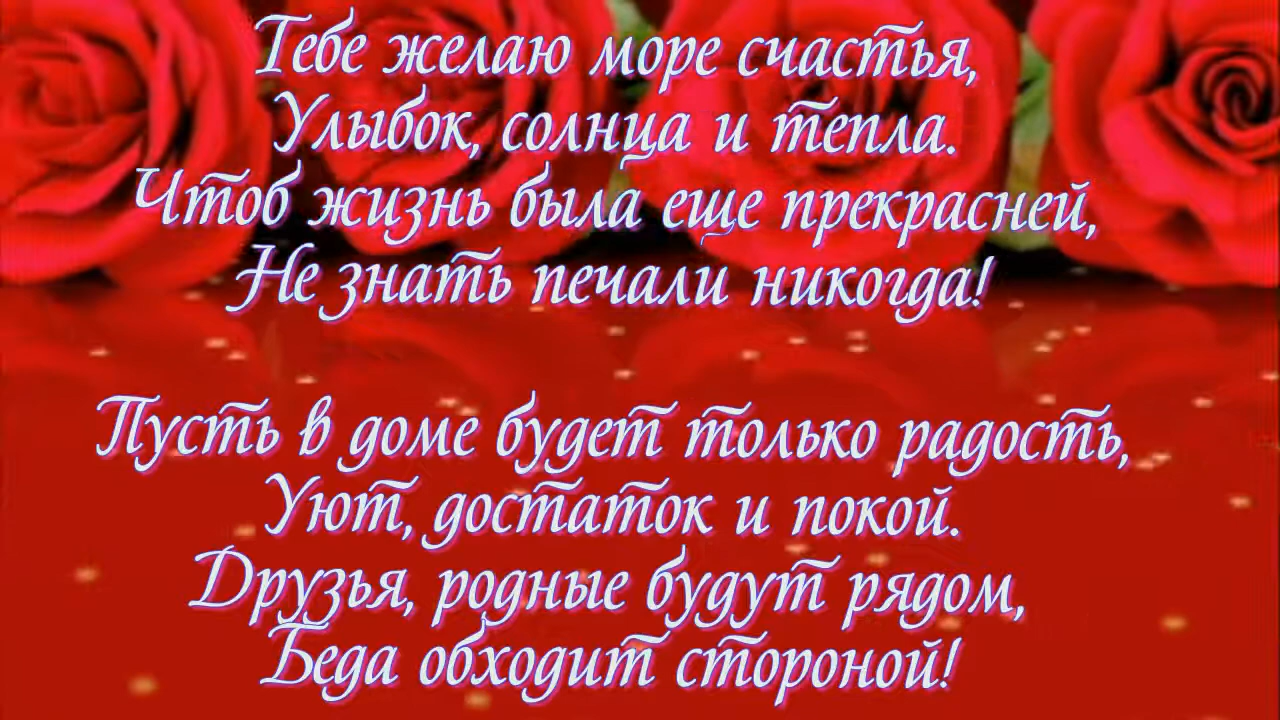 Тебе желаю море счастья,
Улыбок, солнца и тепла.
Чтоб жизнь была еще прекрасней,
Не знать печали никогда!
Пусть в доме будет только радость,
Уют, достаток и покой.
Друзья, родные будут рядом,
Беда обходит стороной!